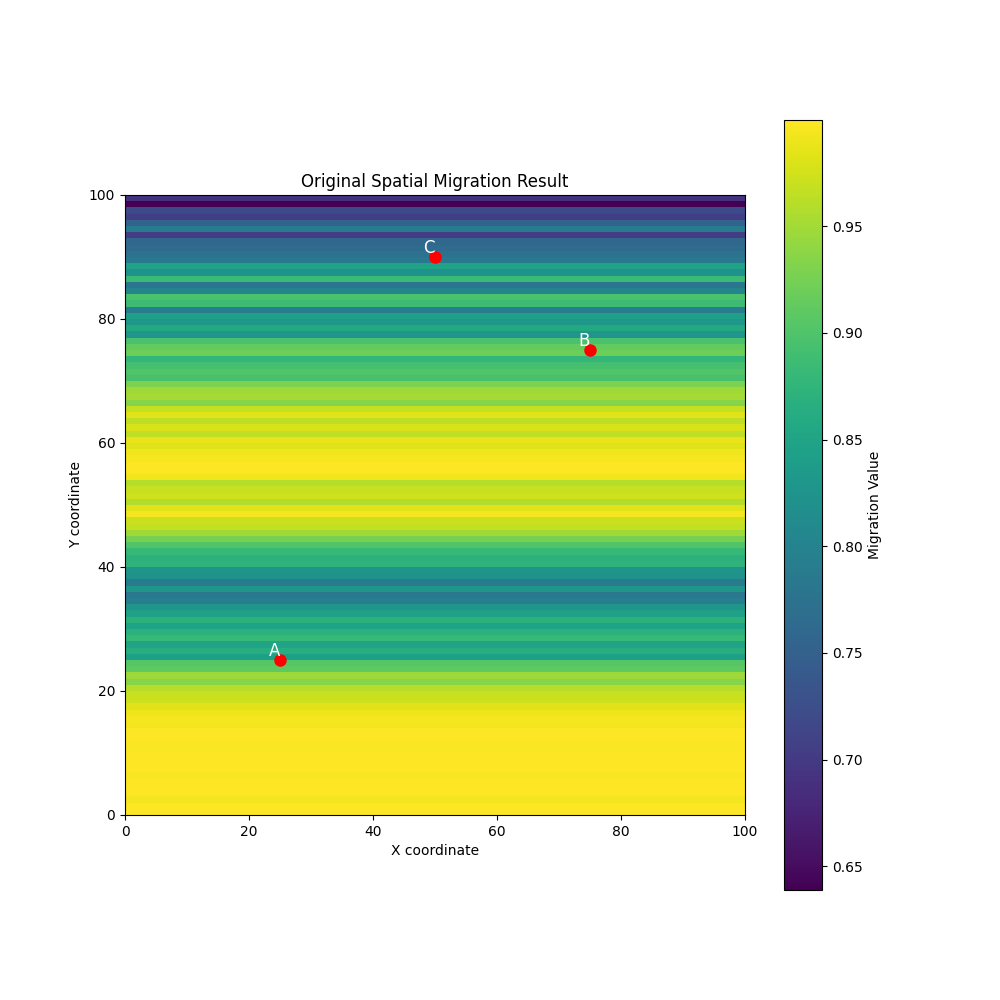 Original Spatial Migration Result
100
80
60
40
20
0
Y coordinate
C
B
A
0 20 40 60 80 100
X coordinate
0.95
0.90
0.85
0.80
0.75
0.70
0.65
Migration Value